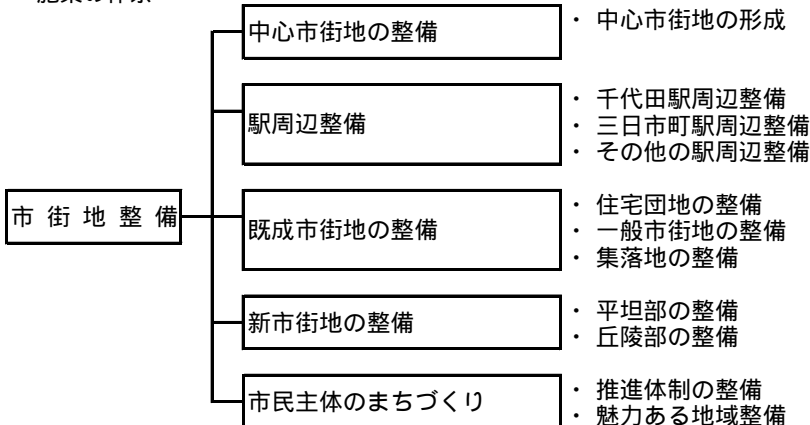 中心市街地の整備
・ 中心市街地の形成
駅周辺整備
・ 千代田駅周辺整備
・ 三日市町駅周辺整備
・ その他の駅周辺整備
市 街 地 整 備
既成市街地の整備
・ 住宅団地の整備
・ 一般市街地の整備
・ 集落地の整備
新市街地の整備
・ 平坦部の整備
・ 丘陵部の整備
市民主体のまちづくり
・ 推進体制の整備
・ 魅力ある地域整備